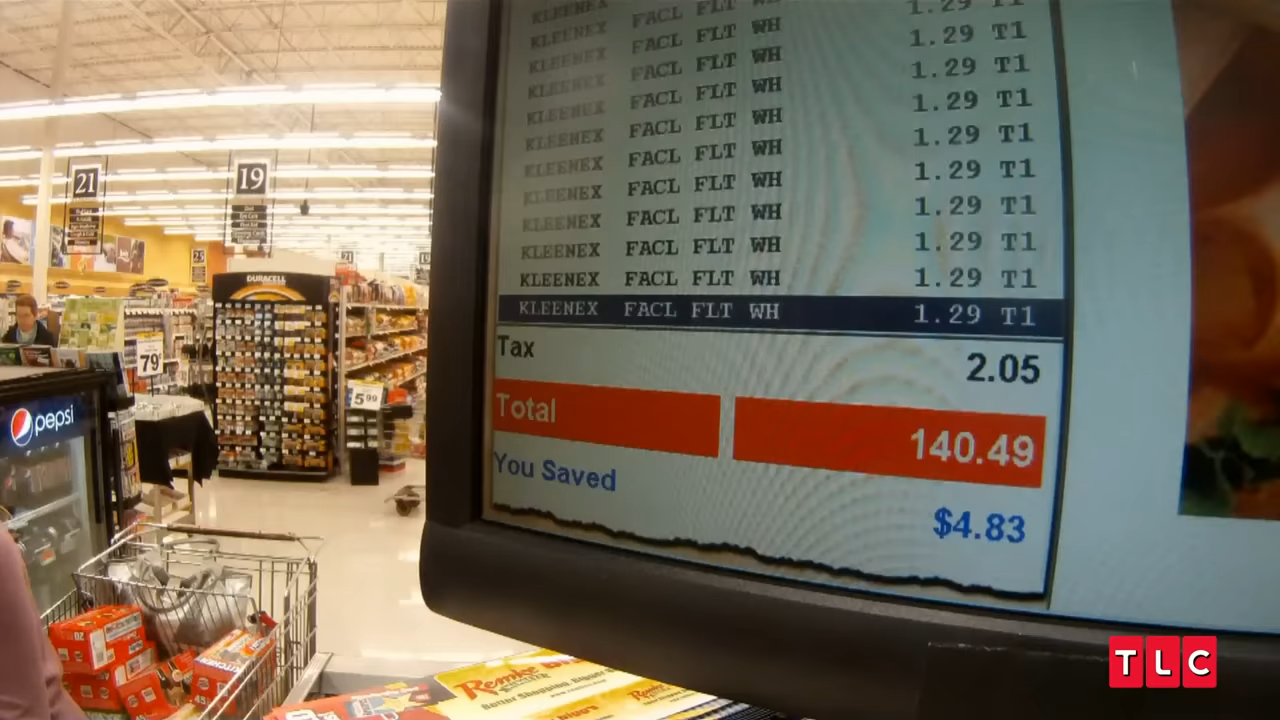 KLEENEX FACL FLT WH 1.29 T1
KLEENEX FACL FLT WH 1.29 T1
KLEENEX FACL FLT WH 1.29 T1
KLEENEX FACL FLT WH 1.29 T1
KLEENEX FACL FLT WH 1.29 T1
KLEENEX FACL FLT WH 1.29 T1
KLEENEX FACL FLT WH 1.29 T1
KLEENEX FACL FLT WH 1.29 T1
KLEENEX FACL FLT WH 1.29 T1
KLEENEX FACL FLT WH 1.29 T1
Tax 2.05
Total 140.49
You Saved $4.83
21
19
21
DURACELL
79
5 99
pepsi
KITCHEN
Remke
TLC